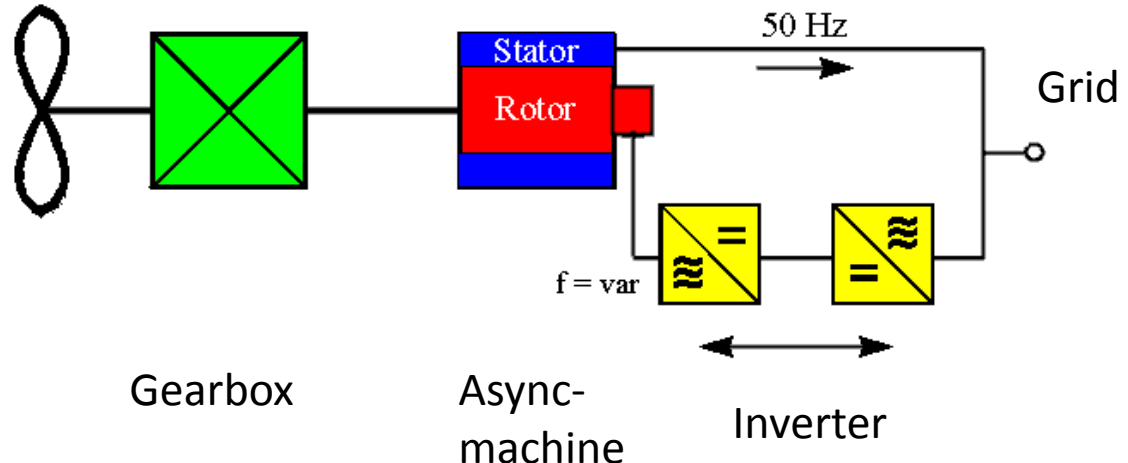 50 Hz
Stator
Grid
Rotor
f = var
Gearbox
Async-
machine
Inverter